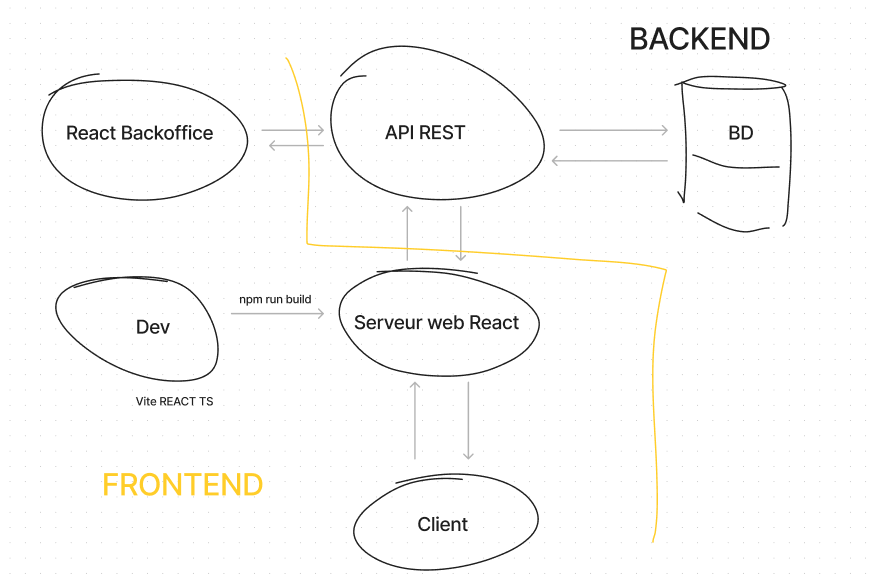 BACKEND
React Backoffice
API REST
BD
npm run build
Dev
Serveur web React
Vite REACT TS
FRONTEND
Client